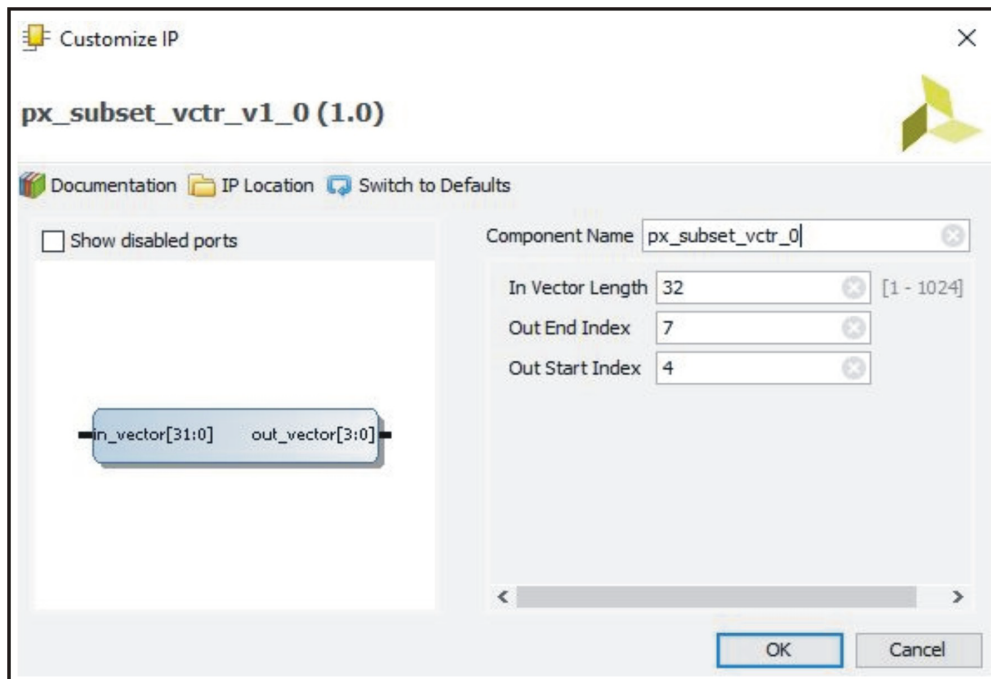 Customize IP
px_subset_vctr_v1_0 (1.0)
Documentation IP Location Switch to Defaults
Show disabled ports
Component Name px_subset_vctr_0
In Vector Length 32 [1 - 1024]
Out End Index 7
Out Start Index 4
in_vector[31:0] out_vector[3:0]
OK Cancel